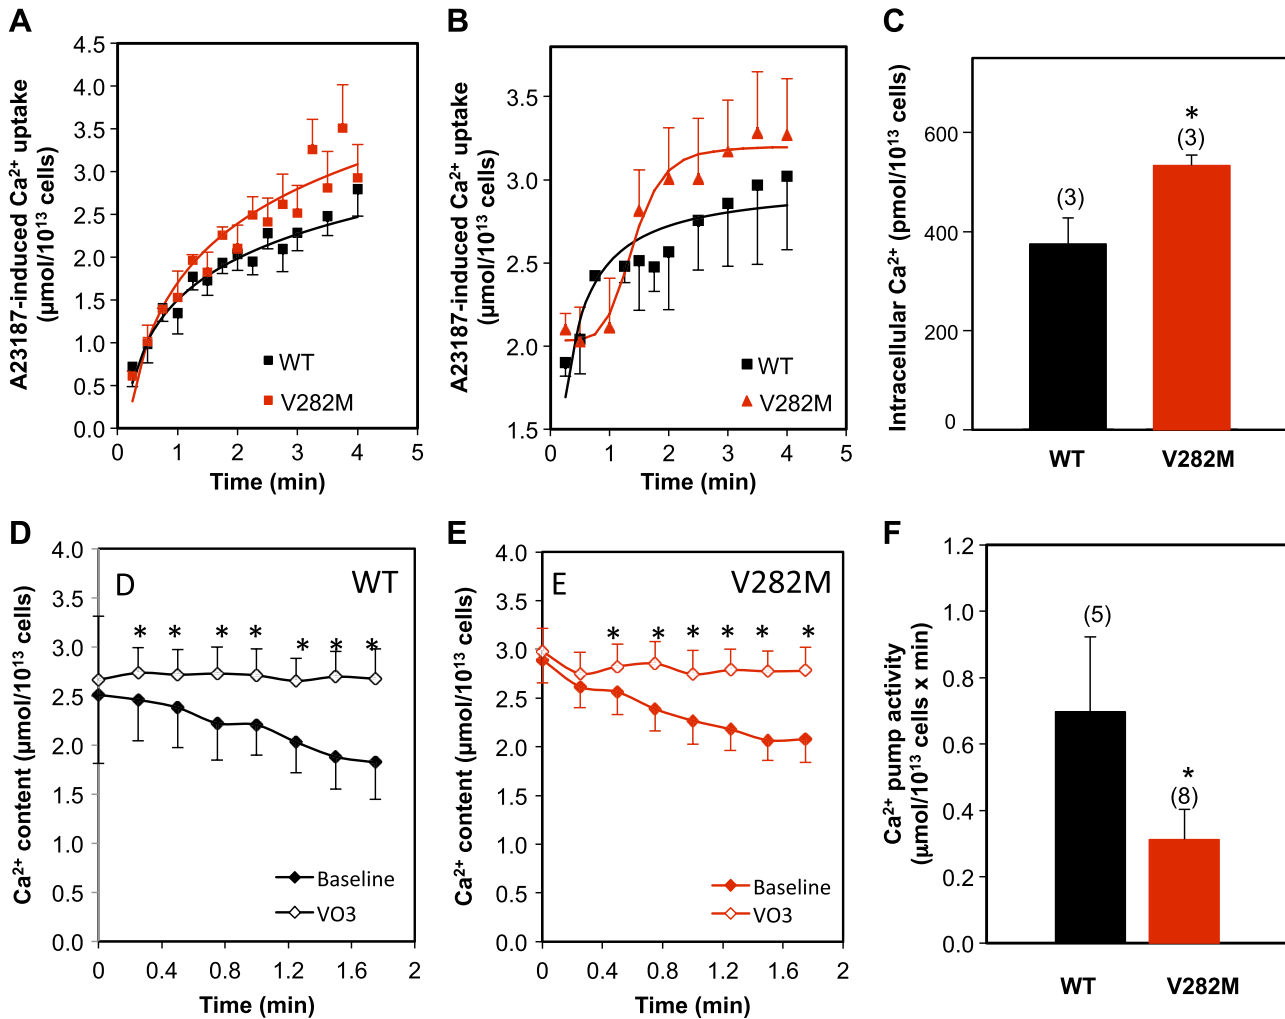 A
A23187-induced Ca²⁺ uptake
(µmol/10¹³ cells)
4.5
4.0
3.5
3.0
2.5
2.0
1.5
1.0
0.5
0.0
WT
V282M
0 1 2 3 4 5
Time (min)
B
A23187-induced Ca²⁺ uptake
(µmol/10¹³ cells)
3.5
3.0
2.5
2.0
1.5
WT
V282M
0 1 2 3 4 5
Time (min)
C
Intracellular Ca²⁺ (pmol/10¹³ cells)
600
400
200
0
(3)
*
(3)
WT V282M
D
Ca²⁺ content (µmol/10¹³ cells)
4.0
3.5
3.0
2.5
2.0
1.5
1.0
0.5
0.0
D WT
* * * * * * *
Baseline
VO3
0 0.4 0.8 1.2 1.6 2
Time (min)
E
Ca²⁺ content (µmol/10¹³ cells)
4.0
3.5
3.0
2.5
2.0
1.5
1.0
0.5
0.0
E V282M
* * * * * *
Baseline
VO3
0 0.4 0.8 1.2 1.6 2
Time (min)
F
Ca²⁺ pump activity
(µmol/10¹³ cells x min)
1.2
1.0
0.8
0.6
0.4
0.2
0.0
(5)
*
(8)
WT V282M